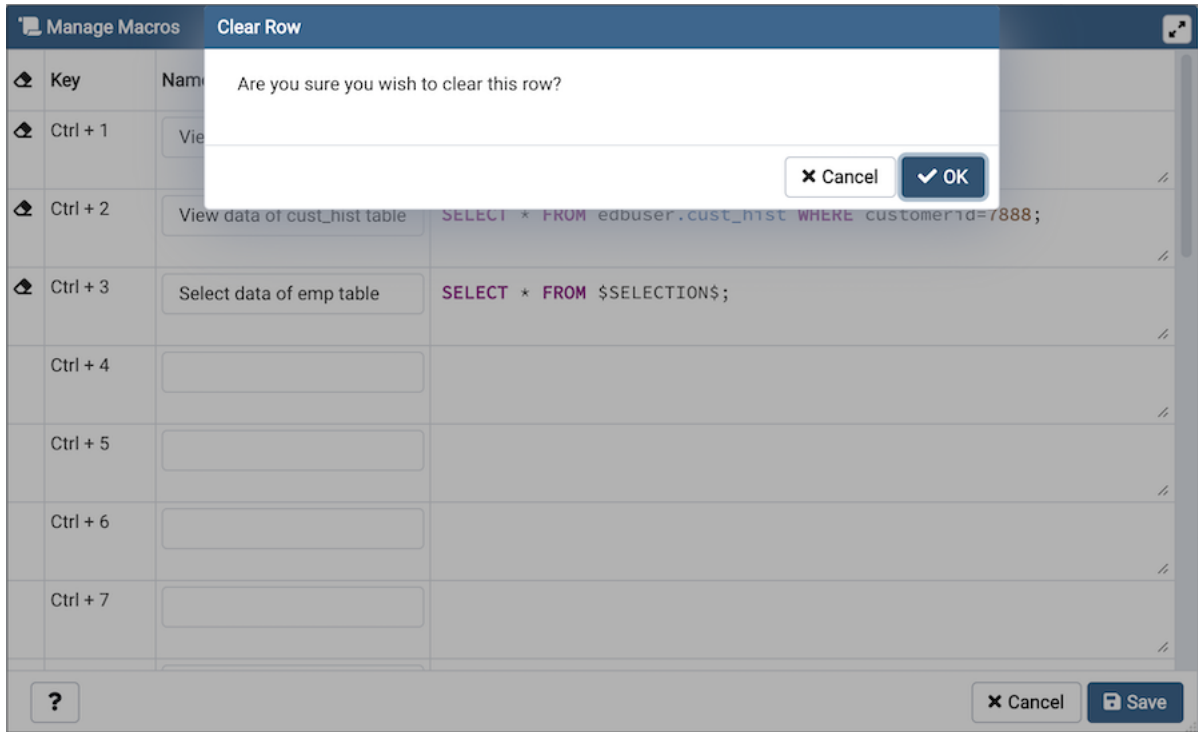 Manage Macros
Clear Row
Key Name
Are you sure you wish to clear this row?
Ctrl + 1
Cancel OK
Ctrl + 2 View data of cust_hist table SELECT * FROM edbuser.cust_hist WHERE customerid=7888;
Ctrl + 3 Select data of emp table SELECT * FROM $SELECTION$;
Ctrl + 4
Ctrl + 5
Ctrl + 6
Ctrl + 7
? Cancel Save